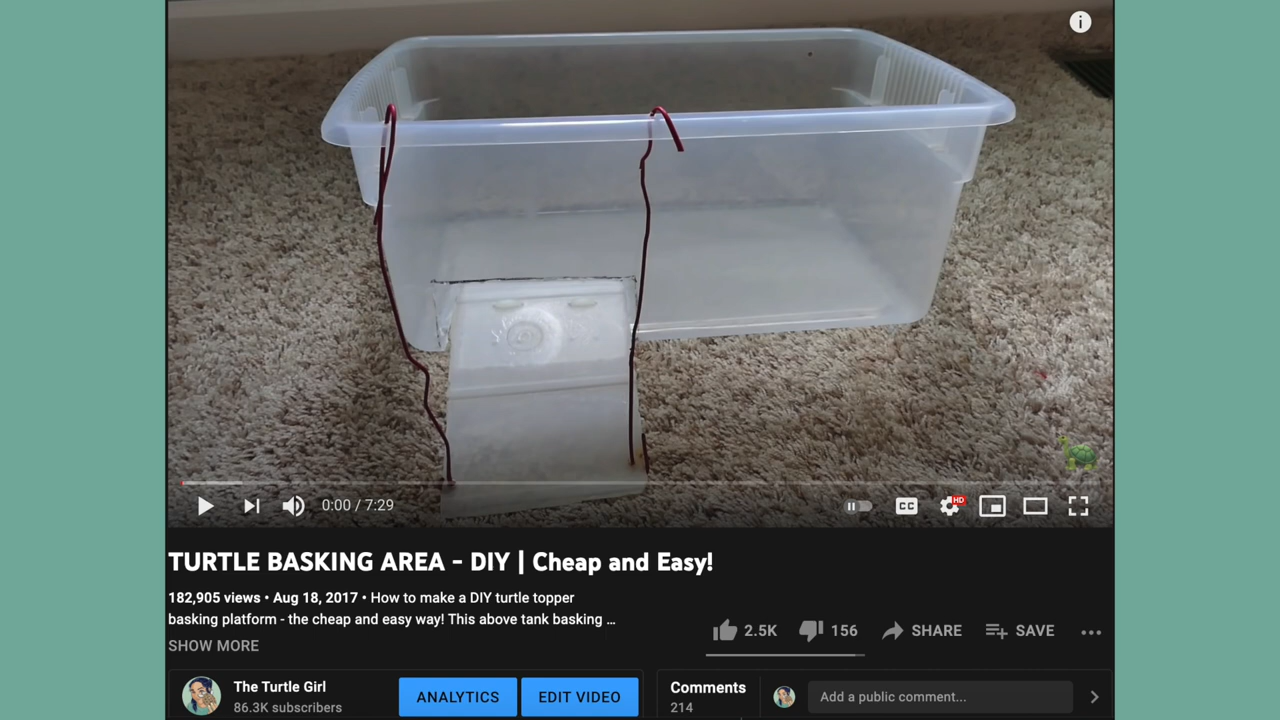 0:00 / 7:29
CC
HD
TURTLE BASKING AREA - DIY | Cheap and Easy!
182,905 views • Aug 18, 2017 • How to make a DIY turtle topper
basking platform - the cheap and easy way! This above tank basking ...
SHOW MORE
2.5K 156 SHARE SAVE
The Turtle Girl
86.3K subscribers
ANALYTICS EDIT VIDEO
Comments
214
Add a public comment...